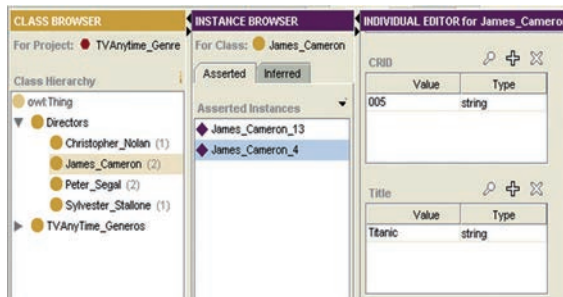 CLASS BROWSER
For Project: TVAnytime_Genre
Class Hierarchy
owl:Thing
Directors
Christopher_Nolan (1)
James_Cameron (2)
Peter_Segal (2)
Sylvester_Stallone (1)
TVAnyTime_Generos
INSTANCE BROWSER
For Class: James_Cameron
Asserted Inferred
Asserted Instances
James_Cameron_13
James_Cameron_4
INDIVIDUAL EDITOR for James_Camero
CRID
Value Type
005 string
Title
Value Type
Titanic string